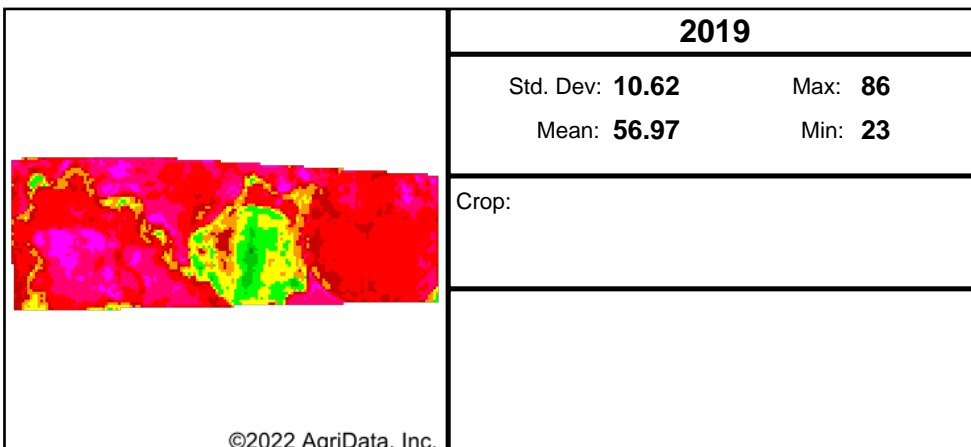 2019
Std. Dev: 10.62 Max: 86
Mean: 56.97 Min: 23
Crop:
©2022 AgriData, Inc.